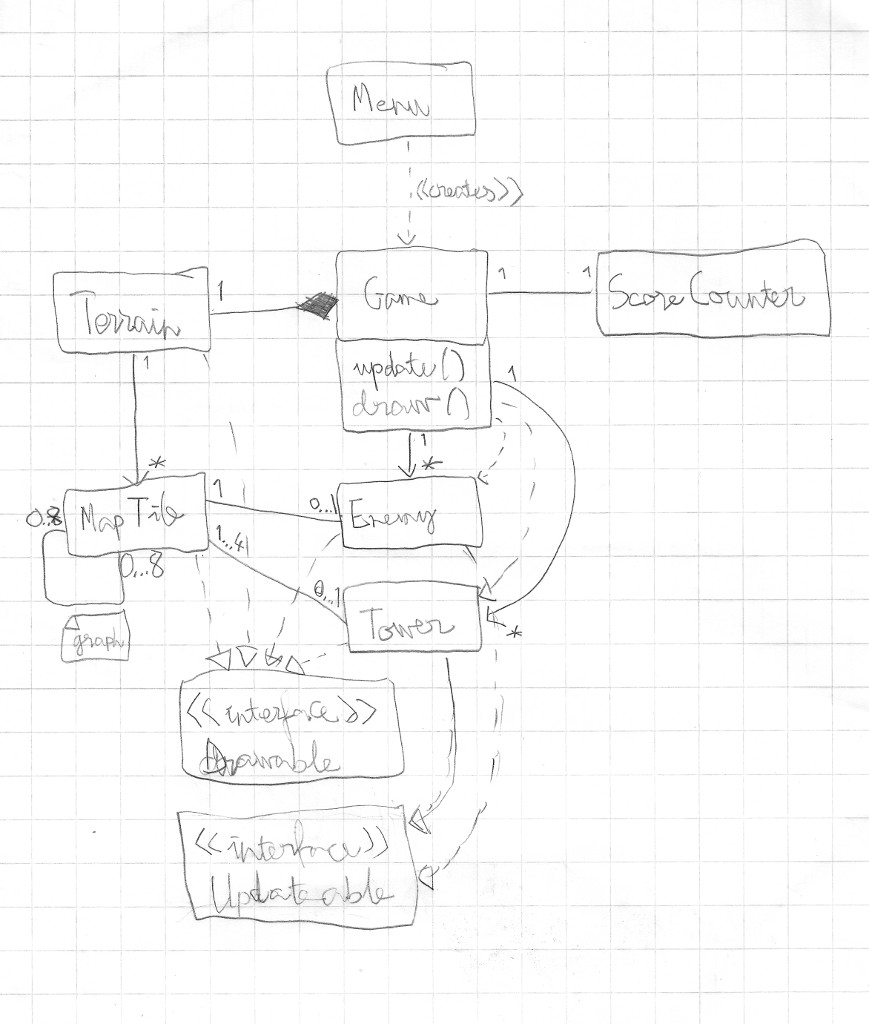 Menu
<<creates>>
Terrain
1
Game
1
1
ScoreCounter
update()
draw()
1
1
1
*
*
MapTile
1
0..1
Enemy
0..8
1...4
0...8
0...1
Tower
*
graph
<<interface>>
Drawable
<<interface>>
Updateable